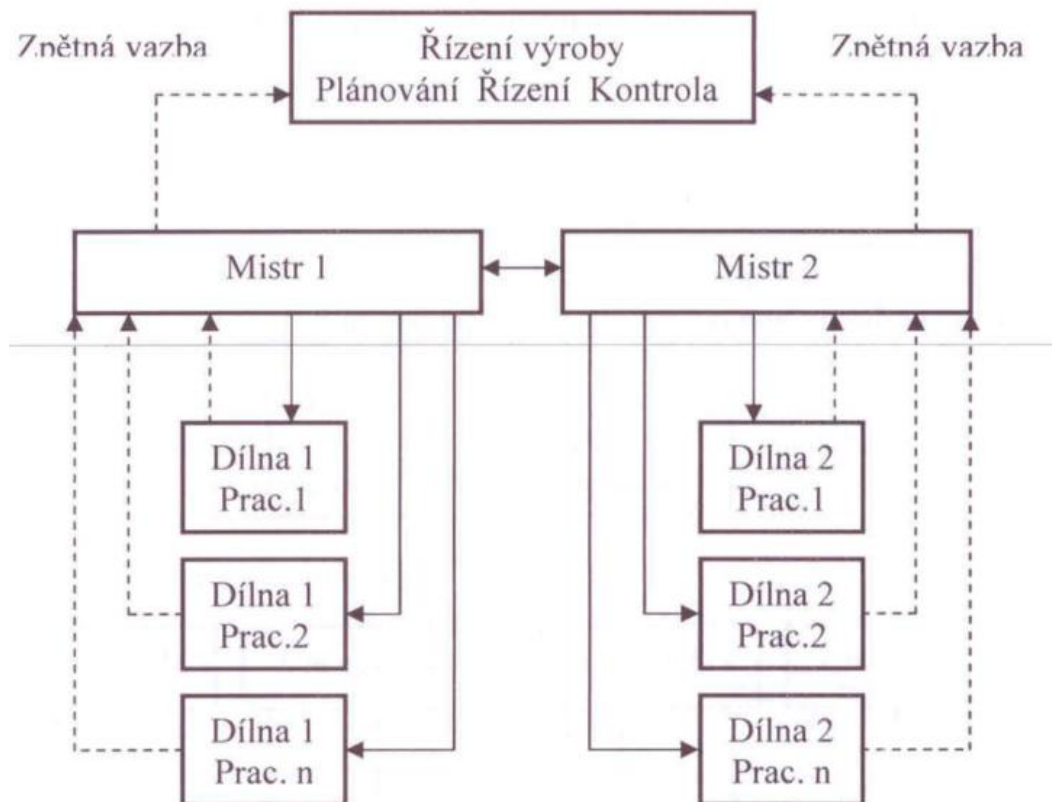 Zpětná vazba
Řízení výroby
Plánování Řízení Kontrola
Zpětná vazba
Mistr 1
Mistr 2
Dílna 1
Prac.1
Dílna 2
Prac.1
Dílna 1
Prac.2
Dílna 2
Prac.2
Dílna 1
Prac. n
Dílna 2
Prac. n